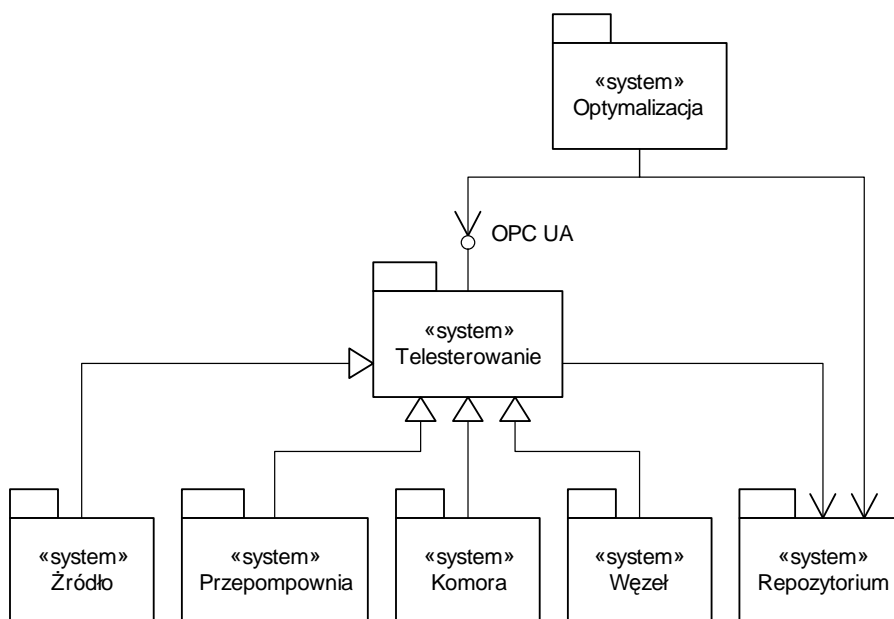 «system»
Optymalizacja
OPC UA
«system»
Telesterowanie
«system»
Źródło
«system»
Przepompownia
«system»
Komora
«system»
Węzeł
«system»
Repozytorium